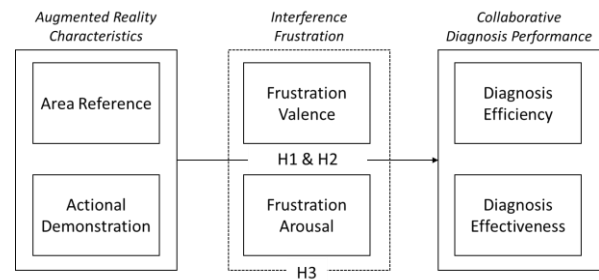 Augmented Reality
Characteristics
Interference
Frustration
Collaborative
Diagnosis Performance
Area Reference
Frustration
Valence
Diagnosis
Efficiency
H1 & H2
Actional
Demonstration
Frustration
Arousal
Diagnosis
Effectiveness
H3